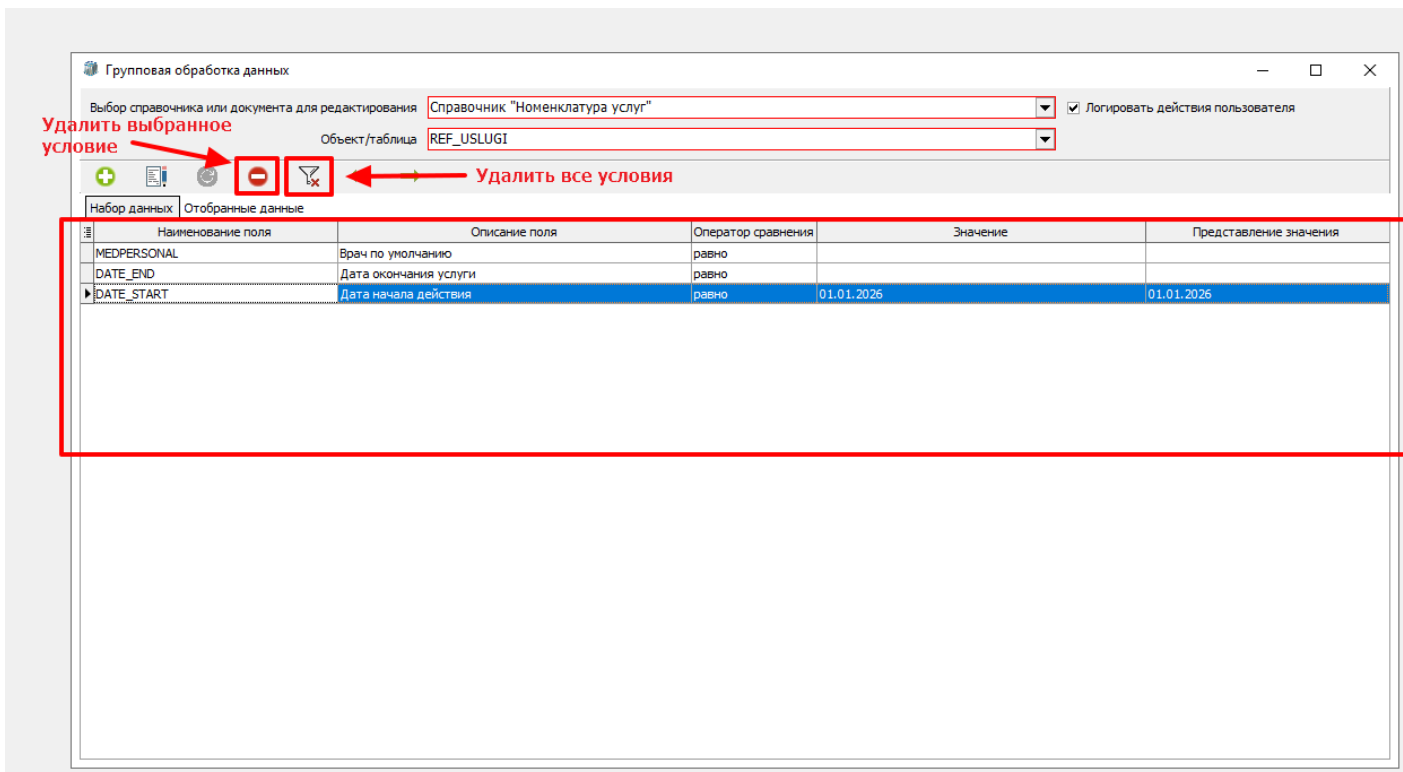 Групповая обработка данных
Выбор справочника или документа для редактирования Справочник "Номенклатура услуг" Логировать действия пользователя
Удалить выбранное
условие
Объект/таблица REF_USLUGI
Удалить все условия
Набор данных Отобранные данные
Наименование поля Описание поля Оператор сравнения Значение Представление значения
MEDPERSONAL Врач по умолчанию равно
DATE_END Дата окончания услуги равно
DATE_START Дата начала действия равно 01.01.2026 01.01.2026